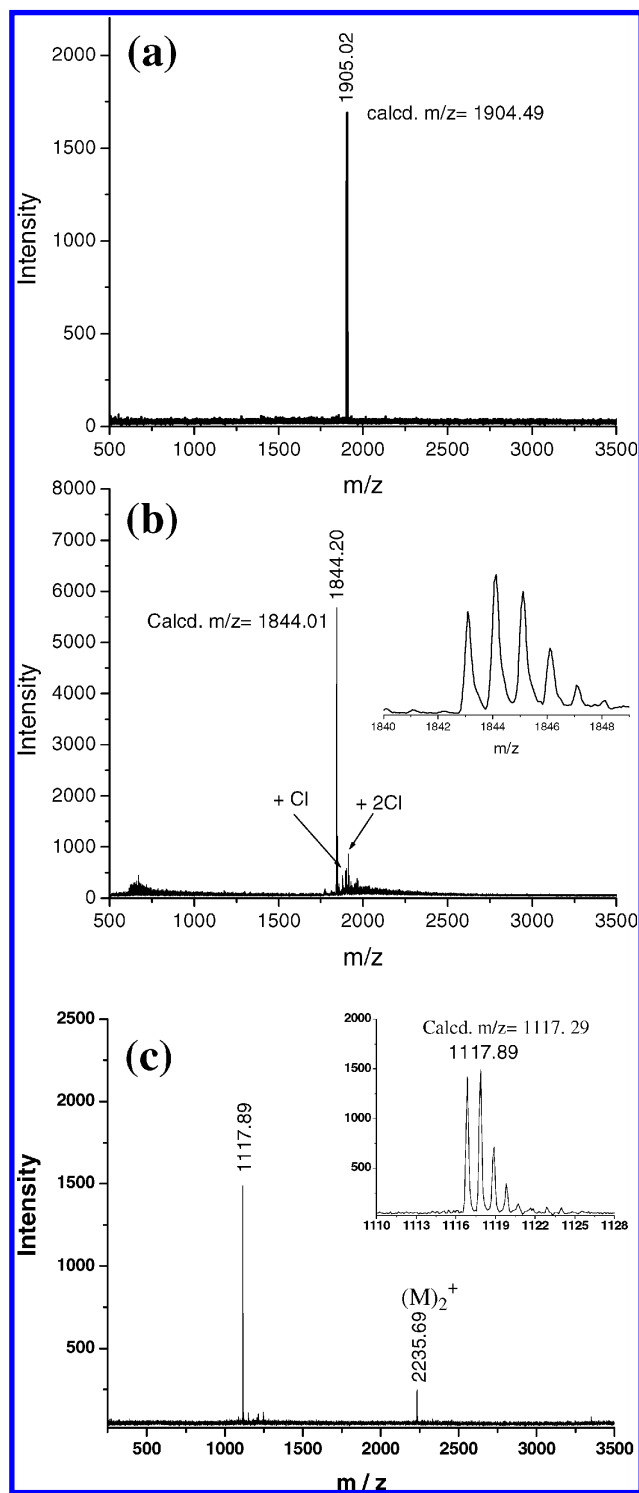 (a)
1905.02
calcd. m/z= 1904.49
Intensity
2000
1500
1000
500
0
500 1000 1500 2000 2500 3000 3500
m/z
(b)
1844.20
Calcd. m/z= 1844.01
Intensity
8000
7000
6000
5000
4000
3000
2000
1000
0
1840 1842 1844 1846 1848
m/z
+ Cl
+ 2Cl
500 1000 1500 2000 2500 3000 3500
m/z
(c)
1117.89
Intensity
2500
2000
1500
1000
500
Calcd. m/z= 1117. 29
1117.89
2000
1500
1000
500
1110 1113 1116 1119 1122 1125 1128
(M)2+
2235.69
500 1000 1500 2000 2500 3000 3500
m / z